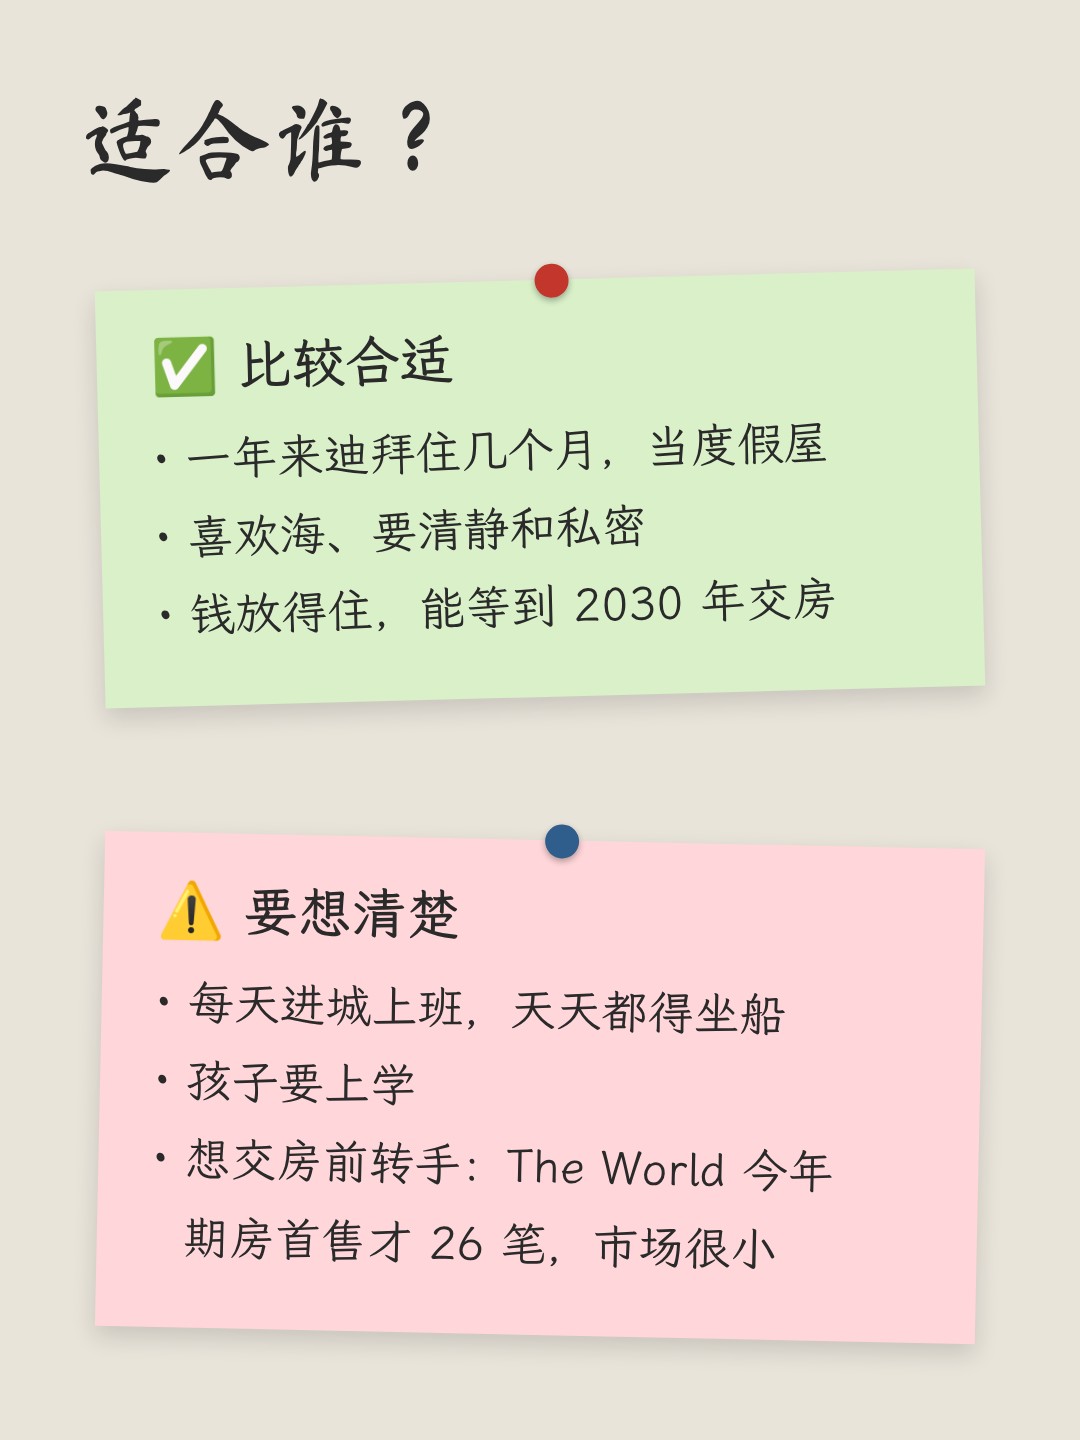 适合谁？
✅ 比较合适
· 一年来迪拜住几个月，当度假屋
· 喜欢海、要清静和私密
· 钱放得住，能等到 2030 年交房
⚠️ 要想清楚
· 每天进城上班，天天都得坐船
· 孩子要上学
· 想交房前转手：The World 今年
期房首售才 26 笔，市场很小